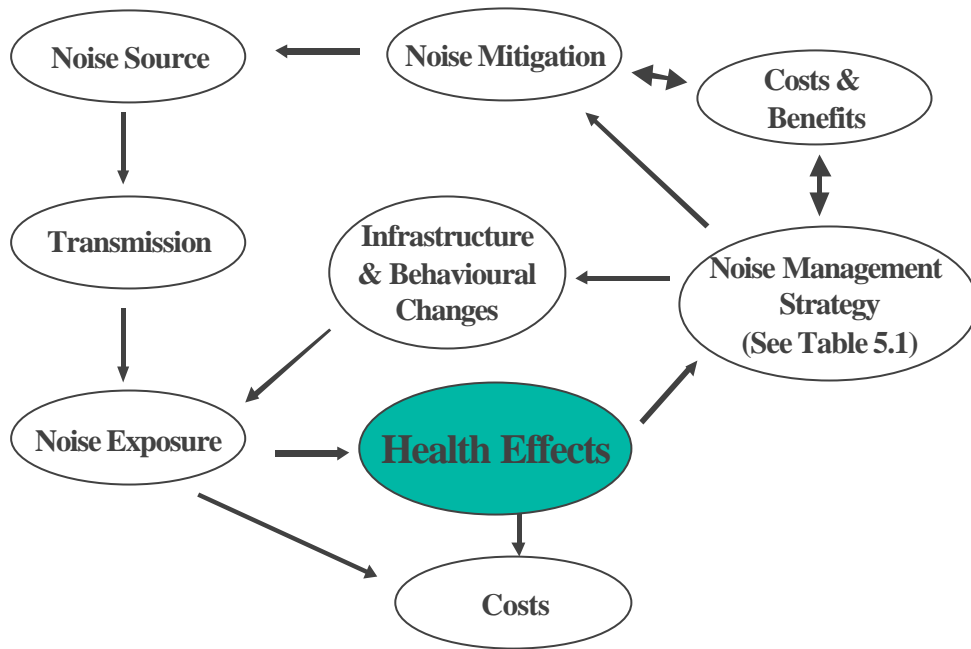 Noise Source
Noise Mitigation
Costs &
Benefits
Transmission
Infrastructure
& Behavioural
Changes
Noise Management
Strategy
(See Table 5.1)
Noise Exposure
Health Effects
Costs